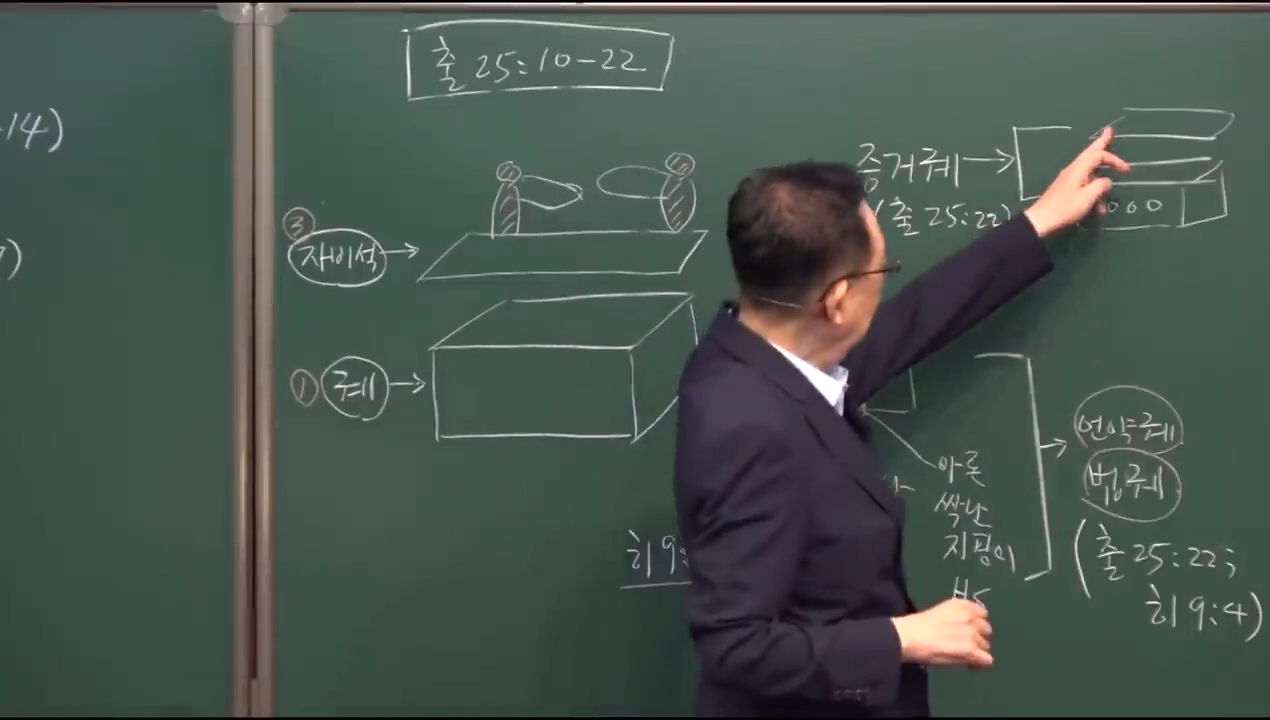 출 25:10-22
-14)
)
증거궤
(출 25:22)
③
자비석
000
① 궤
언약궤
법궤
(출 25:22;
히 9:4)
아론
싹난
지팡이
히 9: